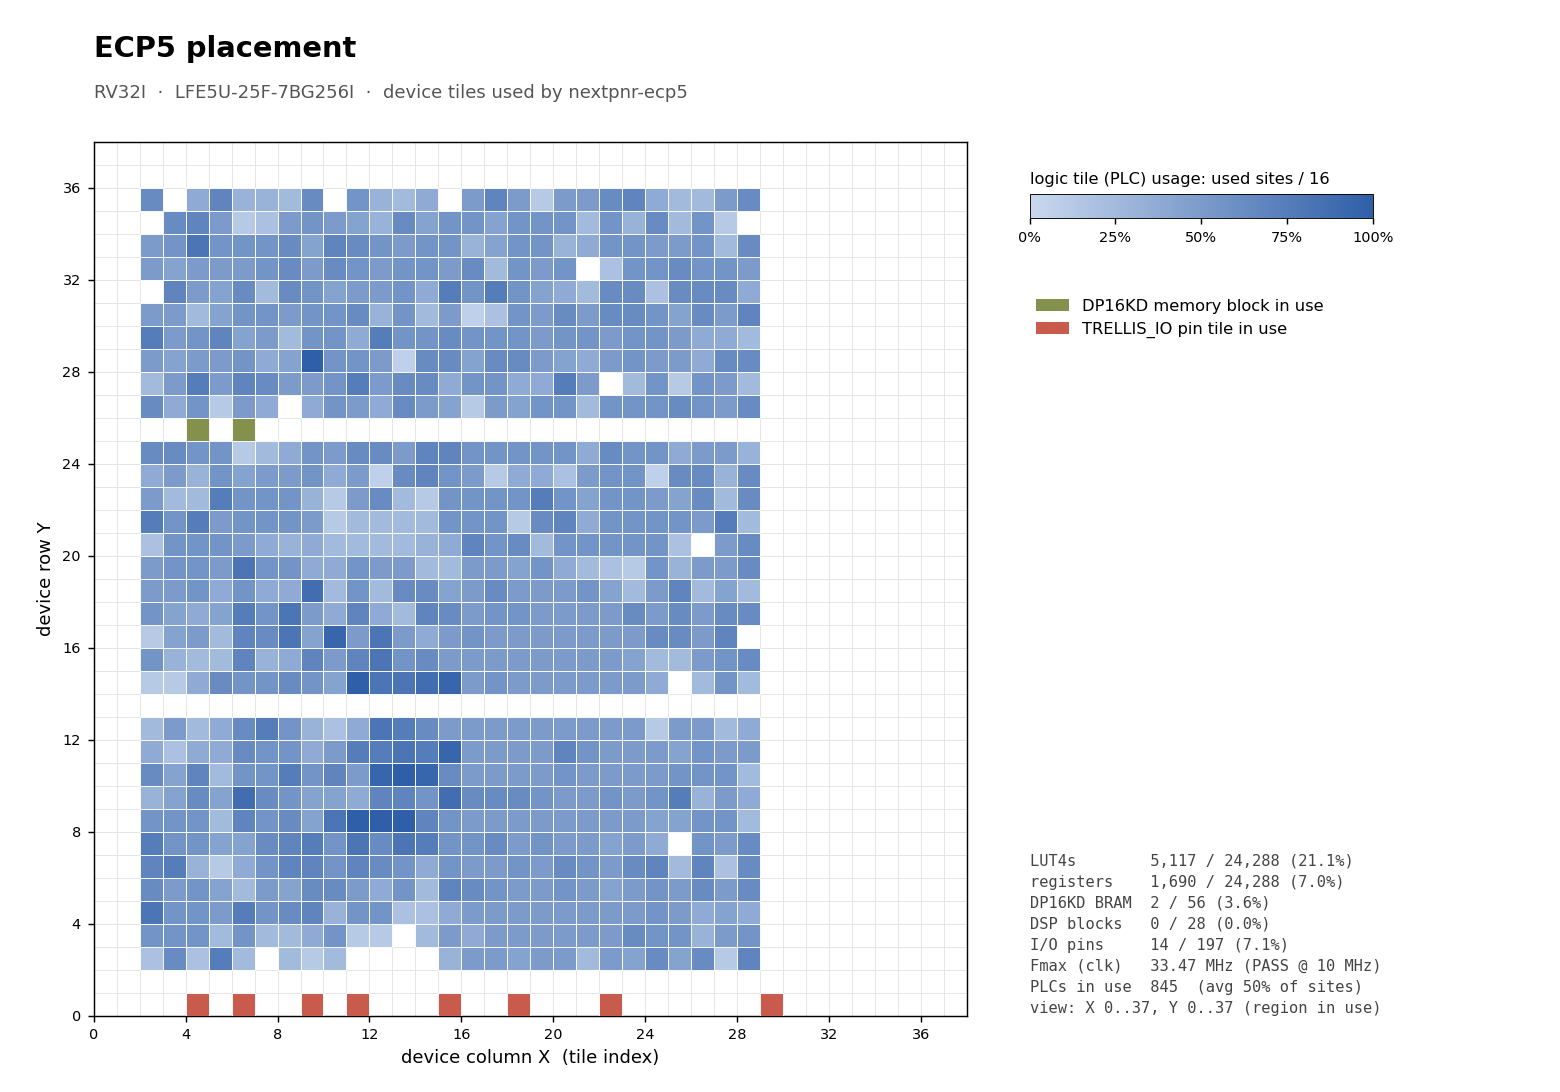 ECP5 placement
RV32I · LFE5U-25F-7BG256I · device tiles used by nextpnr-ecp5
logic tile (PLC) usage: used sites / 16
0% 25% 50% 75% 100%
DP16KD memory block in use
TRELLIS_IO pin tile in use
device row Y
36
32
28
24
20
16
12
8
4
0
0 4 8 12 16 20 24 28 32 36
device column X (tile index)
LUT4s 5,117 / 24,288 (21.1%)
registers 1,690 / 24,288 (7.0%)
DP16KD BRAM 2 / 56 (3.6%)
DSP blocks 0 / 28 (0.0%)
I/O pins 14 / 197 (7.1%)
Fmax (clk) 33.47 MHz (PASS @ 10 MHz)
PLCs in use 845 (avg 50% of sites)
view: X 0..37, Y 0..37 (region in use)